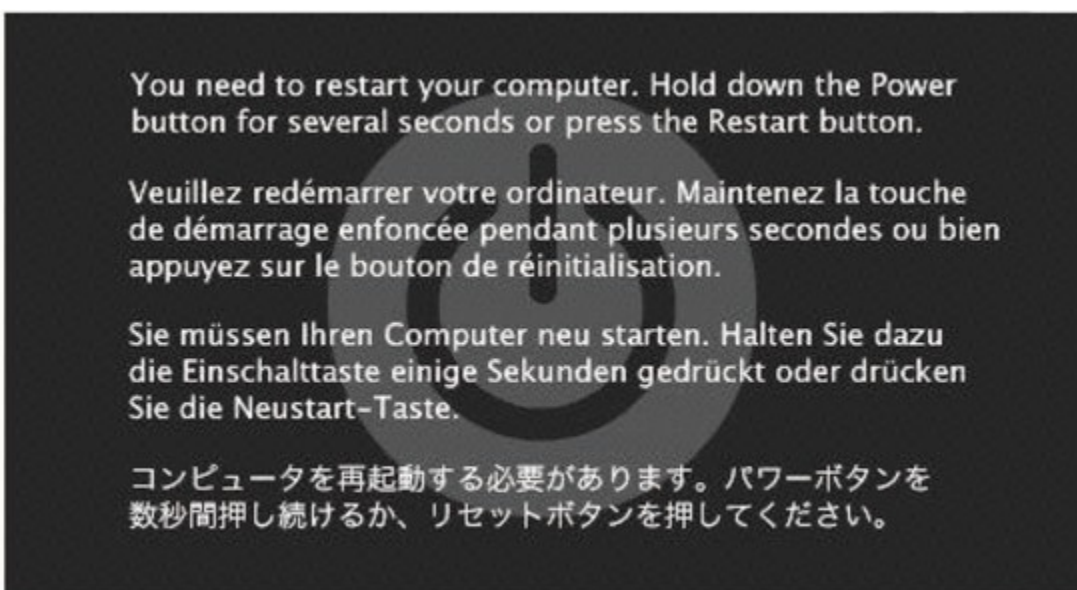 You need to restart your computer. Hold down the Power
button for several seconds or press the Restart button.
Veuillez redémarrer votre ordinateur. Maintenez la touche
de démarrage enfoncée pendant plusieurs secondes ou bien
appuyez sur le bouton de réinitialisation.
Sie müssen Ihren Computer neu starten. Halten Sie dazu
die Einschalttaste einige Sekunden gedrückt oder drücken
Sie die Neustart-Taste.
コンピュータを再起動する必要があります。パワーボタンを
数秒間押し続けるか、リセットボタンを押してください。